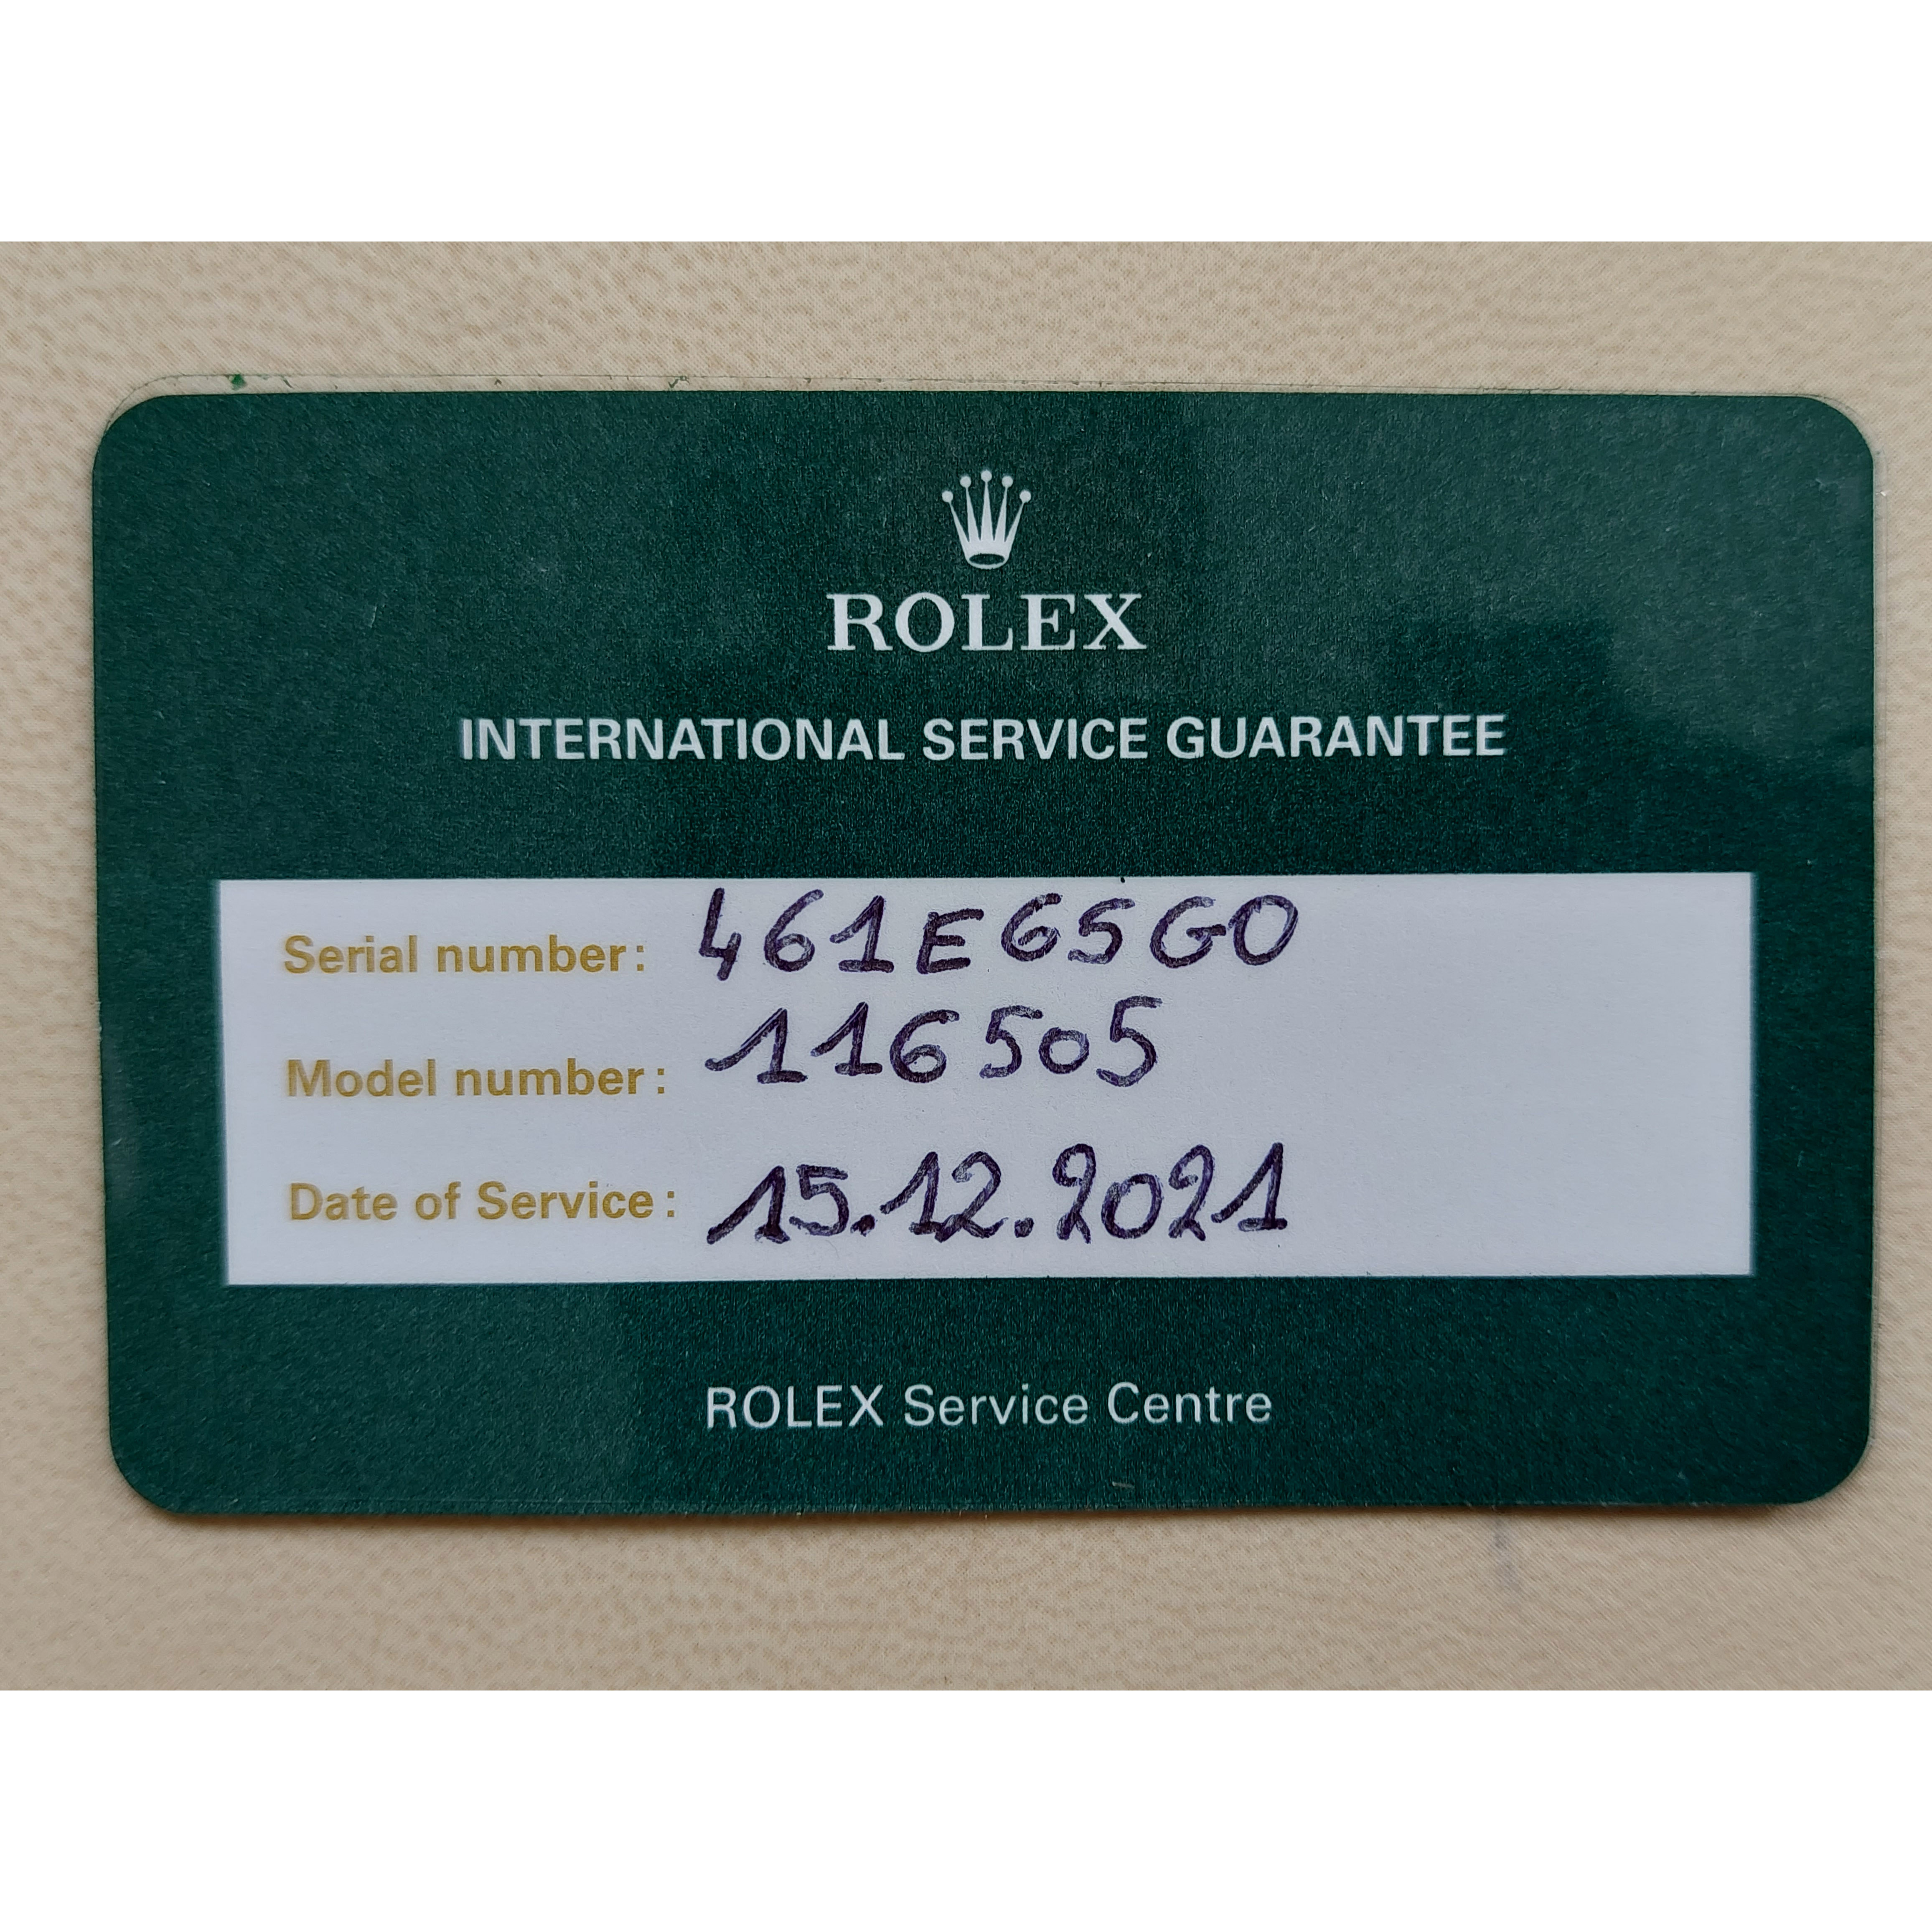 ROLEX
INTERNATIONAL SERVICE GUARANTEE
Serial number: 461E65G0
Model number: 116505
Date of Service: 15.12.2021
ROLEX Service Centre